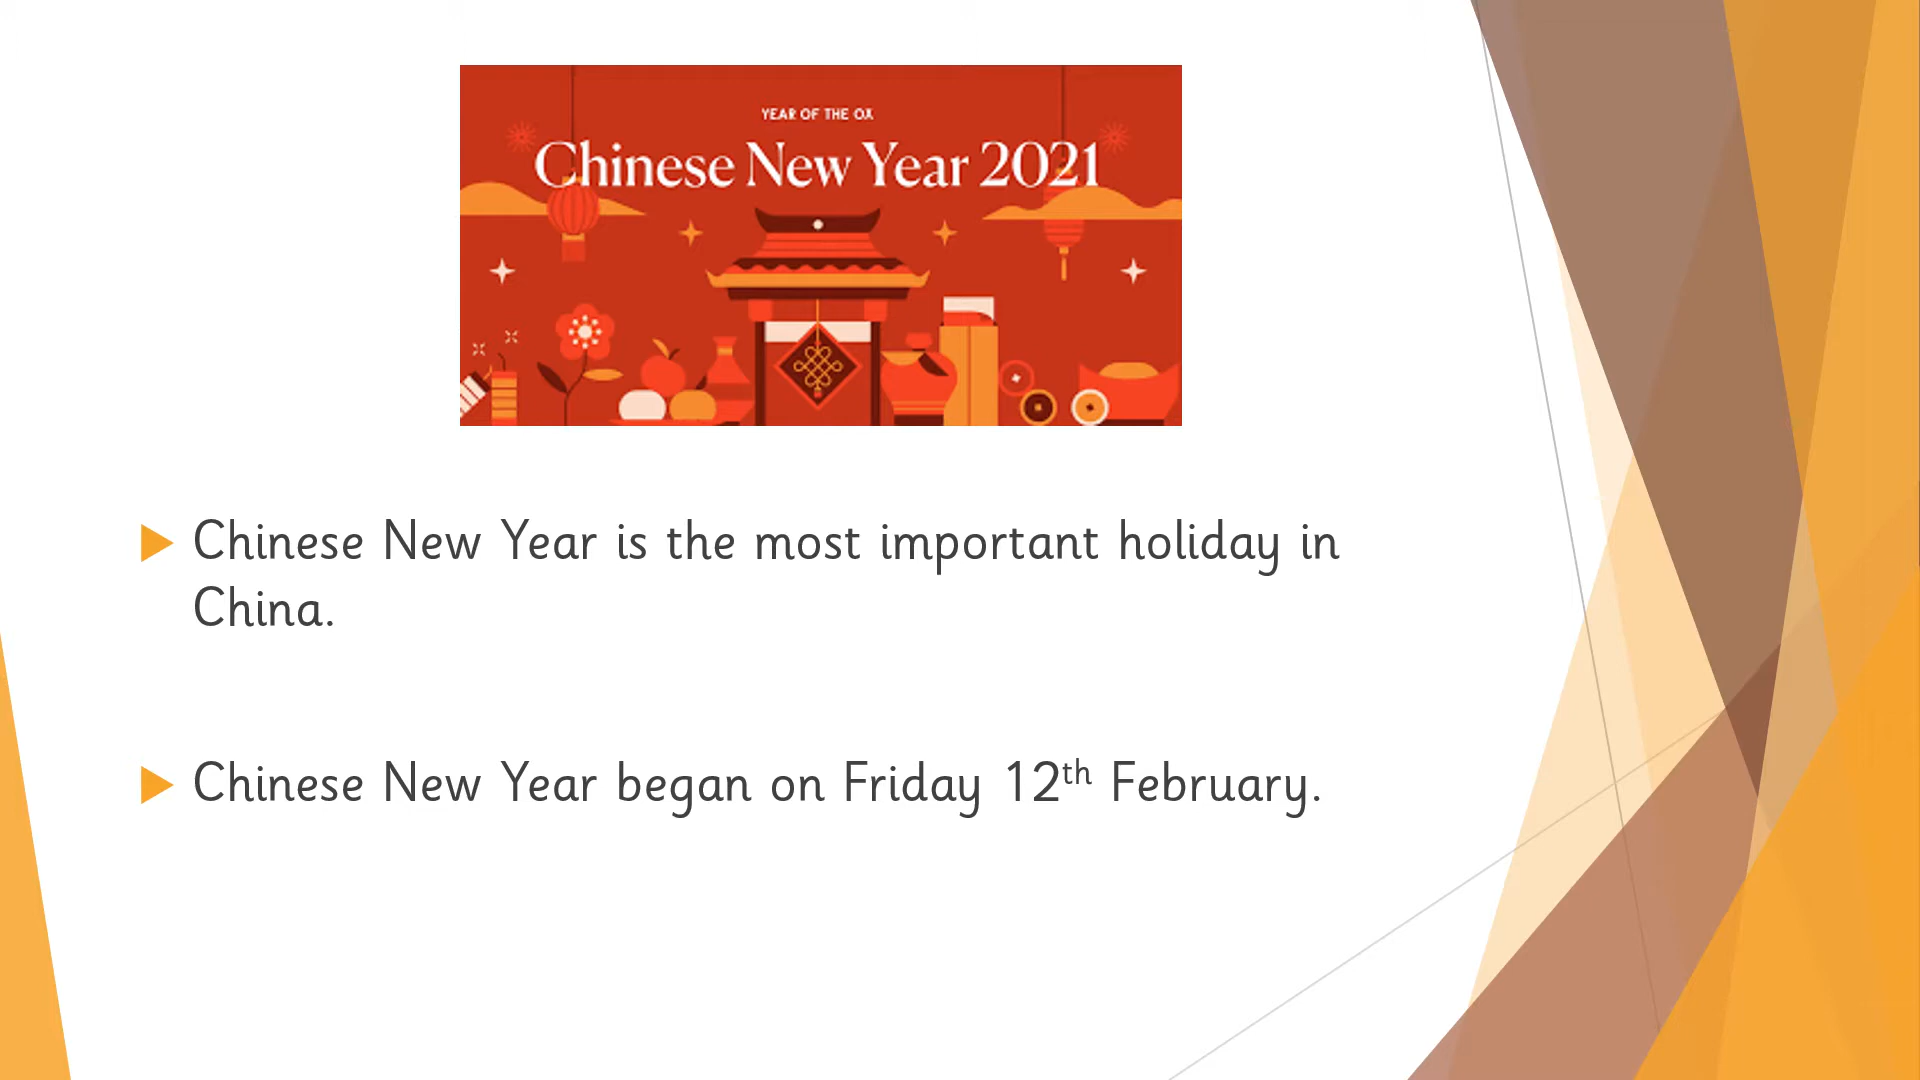 YEAR OF THE OX
Chinese New Year 2021
Chinese New Year is the most important holiday in
China.
Chinese New Year began on Friday 12th February.